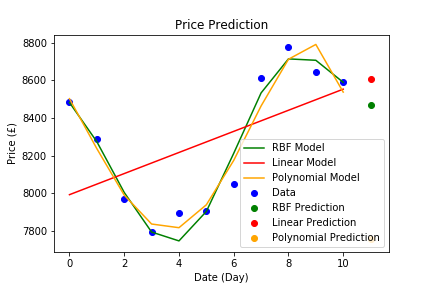 Price Prediction
8800
8600
8400
8200
8000
7800
Price (£)
0
2
4
6
8
10
Date (Day)
RBF Model
Linear Model
Polynomial Model
Data
RBF Prediction
Linear Prediction
Polynomial Prediction